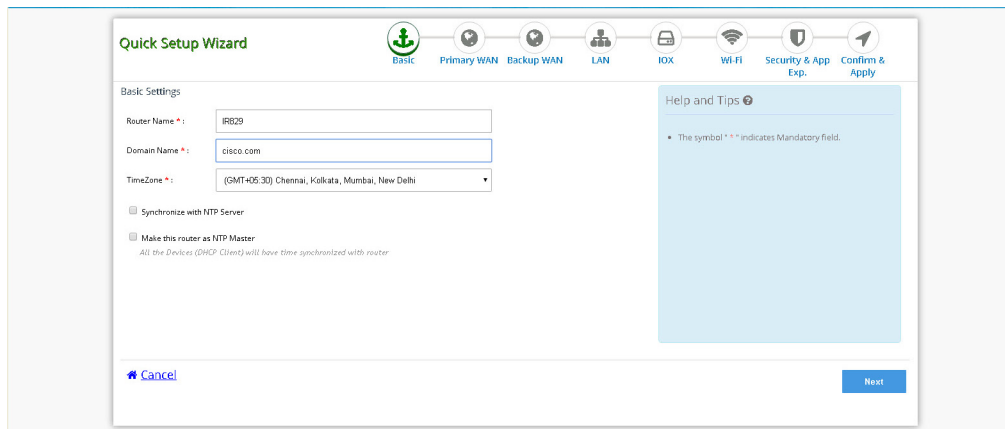 Quick Setup Wizard
Basic
Primary WAN
Backup WAN
LAN
IOX
Wi-Fi
Security & App
Exp.
Confirm &
Apply
Basic Settings
Router Name * :
IR829
Domain Name * :
cisco.com
TimeZone * :
(GMT+05:30) Chennai, Kolkata, Mumbai, New Delhi
Synchronize with NTP Server
Make this router as NTP Master
All the Devices (DHCP Client) will have time synchronized with router
Help and Tips
The symbol " * " indicates Mandatory field.
Cancel
Next